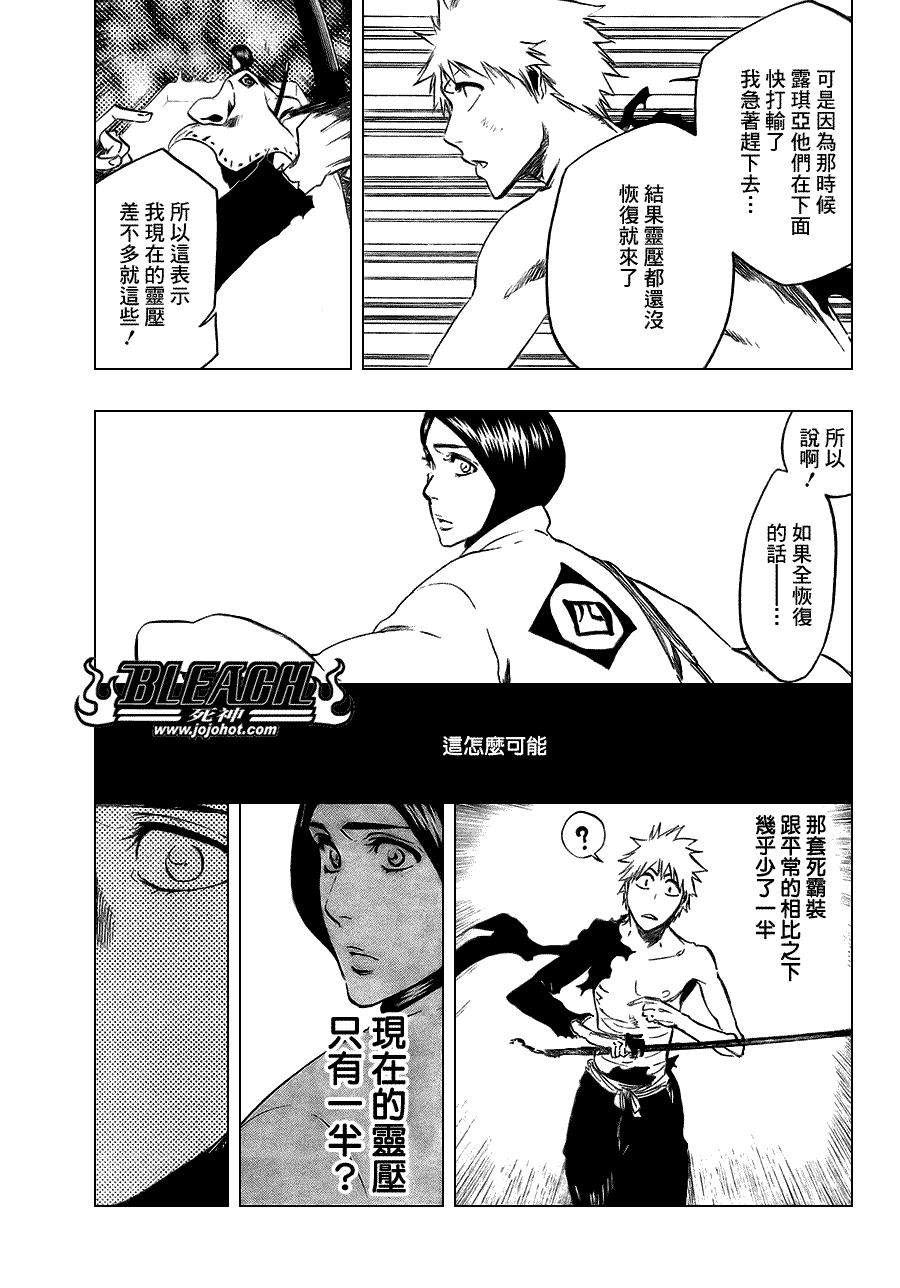 可是因為那時候
露琪亞他們在下面
快打輸了
我急著趕下去…
結果靈壓都還沒
恢復就來了
所以這表示
我現在的靈壓
差不多就這些！
所以
說啊！
如果全恢復
的話——…
四
BLEACH
死神
www.jojohot.com
這怎麼可能
那套死霸裝
跟平常的相比之下
幾乎少了一半
？
現在的靈壓
只有一半？